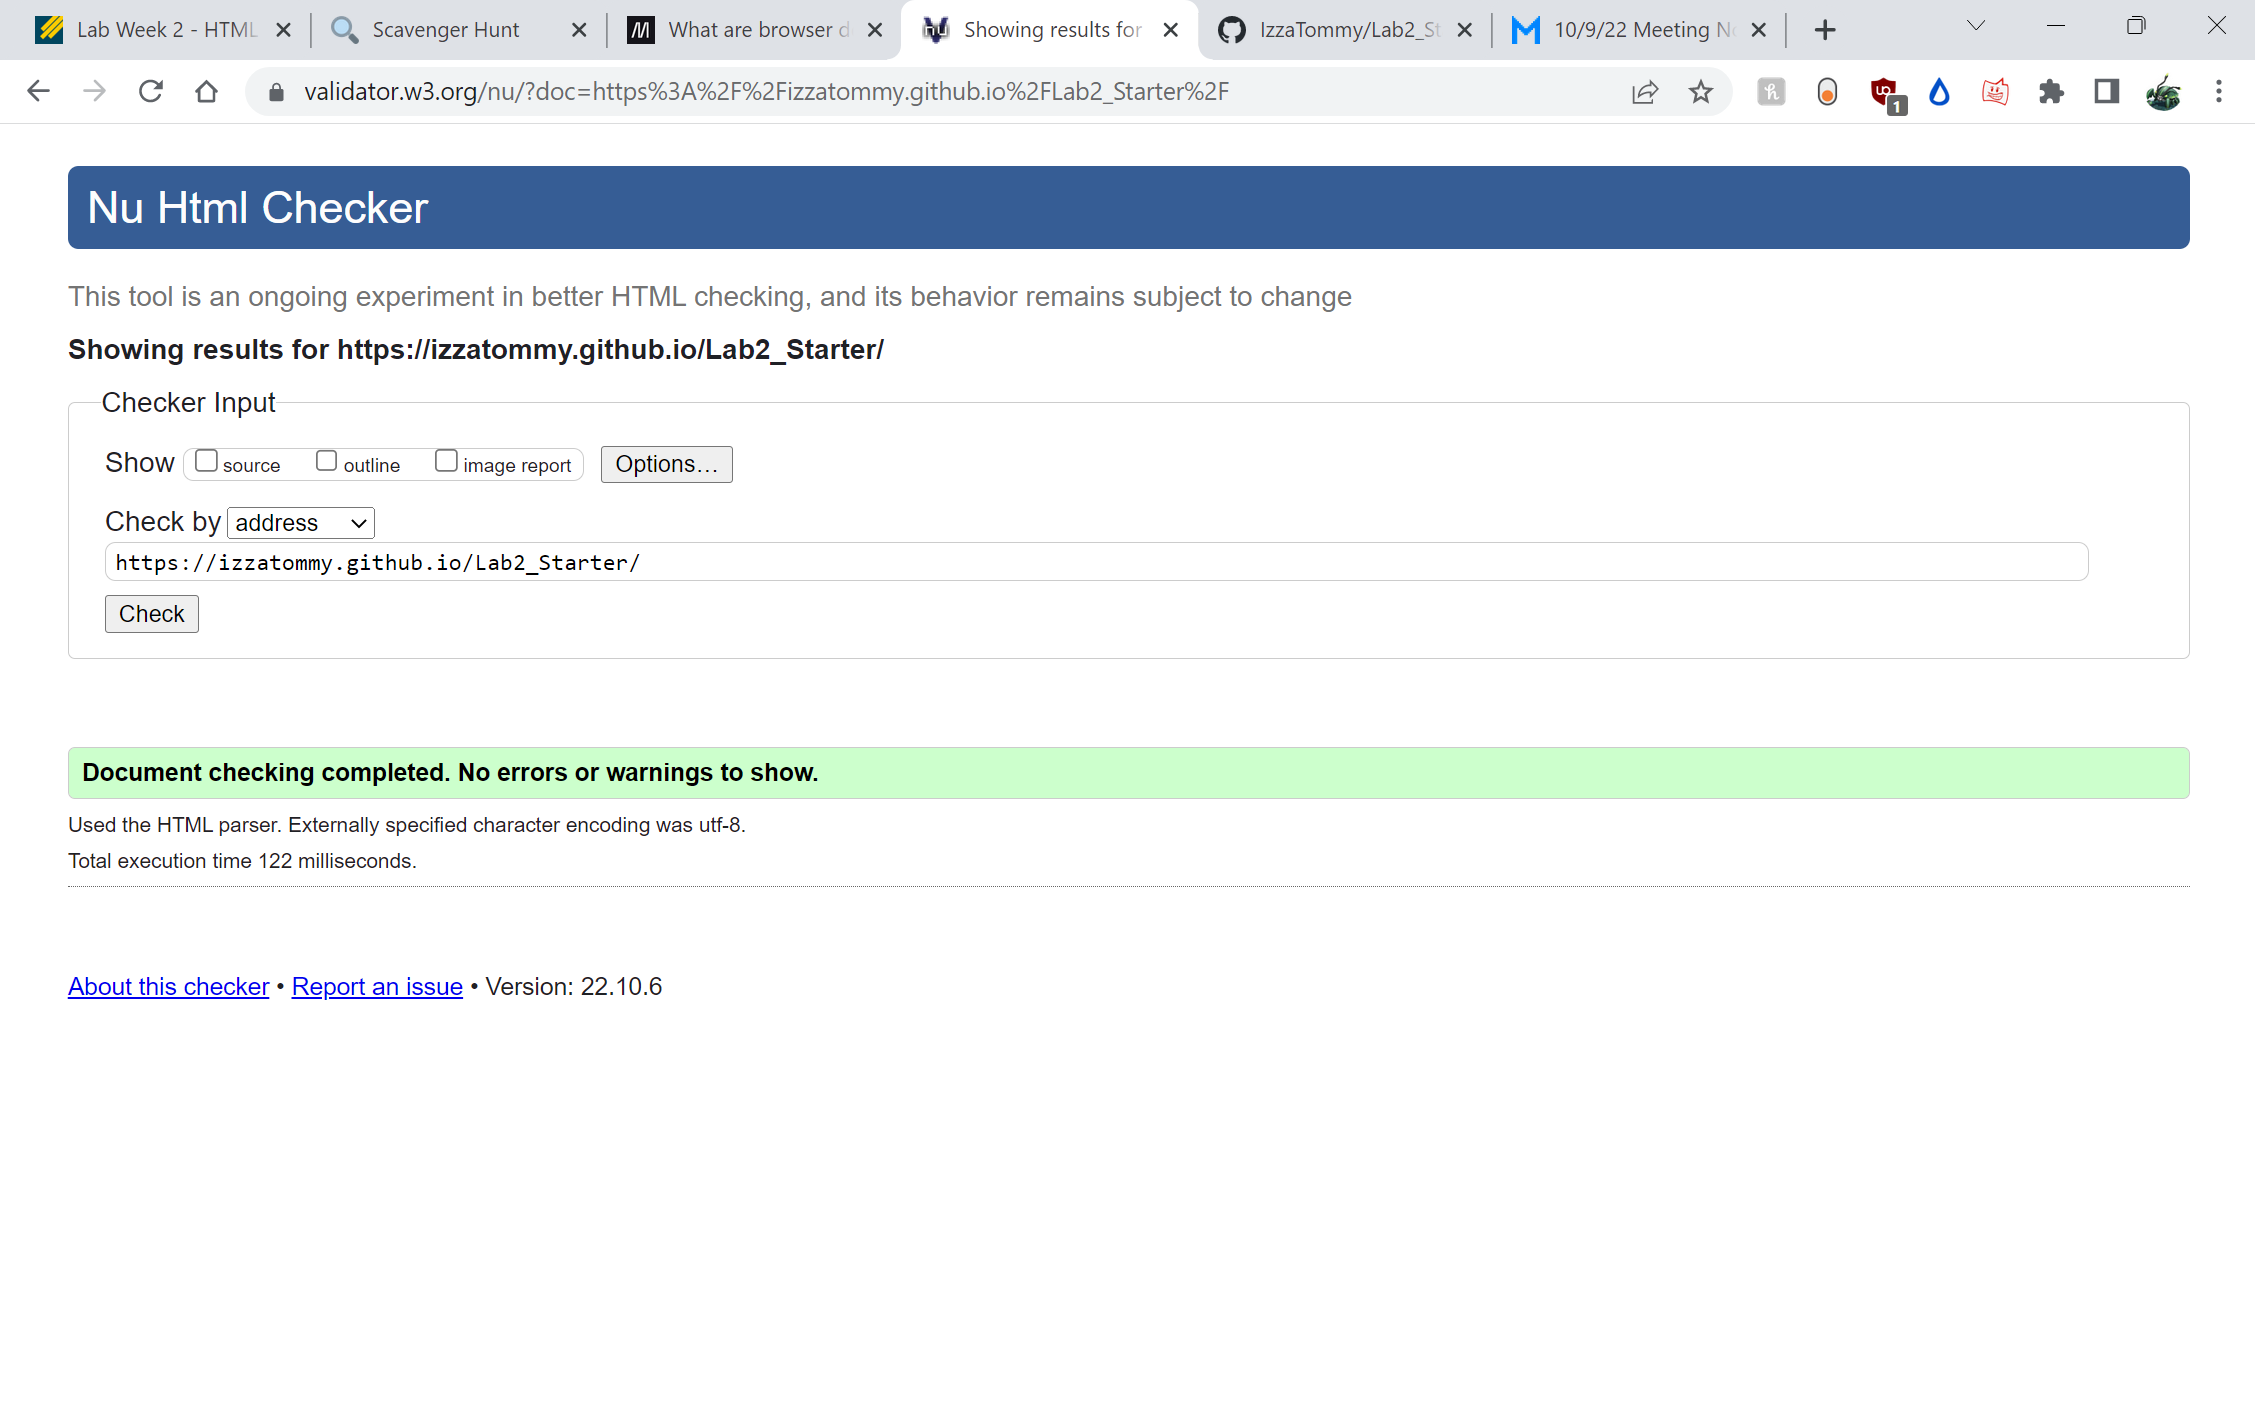 Lab Week 2 - HTML
Scavenger Hunt
What are browser d
Showing results for
IzzaTommy/Lab2_St
10/9/22 Meeting No
validator.w3.org/nu/?doc=https%3A%2F%2Fizzatommy.github.io%2FLab2_Starter%2F
1
Nu Html Checker
This tool is an ongoing experiment in better HTML checking, and its behavior remains subject to change
Showing results for https://izzatommy.github.io/Lab2_Starter/
Checker Input
Show source outline image report Options...
Check by address
https://izzatommy.github.io/Lab2_Starter/
Check
Document checking completed. No errors or warnings to show.
Used the HTML parser. Externally specified character encoding was utf-8.
Total execution time 122 milliseconds.
About this checker • Report an issue • Version: 22.10.6